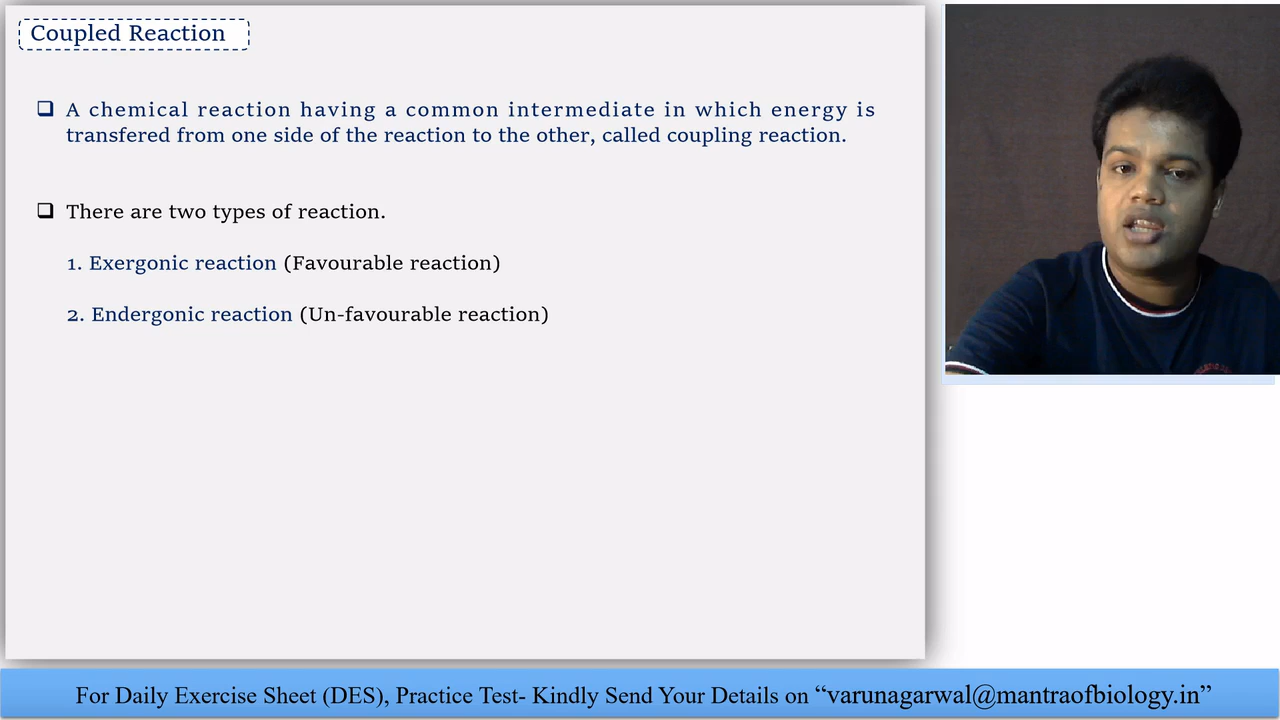 Coupled Reaction
A chemical reaction having a common intermediate in which energy is
transfered from one side of the reaction to the other, called coupling reaction.
There are two types of reaction.
1. Exergonic reaction (Favourable reaction)
2. Endergonic reaction (Un-favourable reaction)
For Daily Exercise Sheet (DES), Practice Test- Kindly Send Your Details on “varunagarwal@mantraofbiology.in”